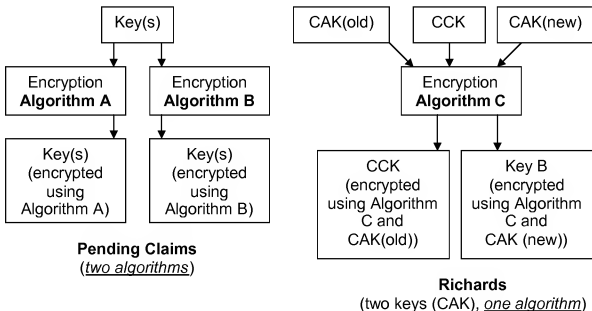 Key(s)
Encryption
Algorithm A
Encryption
Algorithm B
Key(s)
(encrypted
using
Algorithm A)
Key(s)
(encrypted
using
Algorithm B)
Pending Claims
(two algorithms)
CAK(old)
CCK
CAK(new)
Encryption
Algorithm C
CCK
(encrypted
using Algorithm
C and
CAK(old))
Key B
(encrypted
using Algorithm
C and
CAK (new))
Richards
(two keys (CAK), one algorithm)